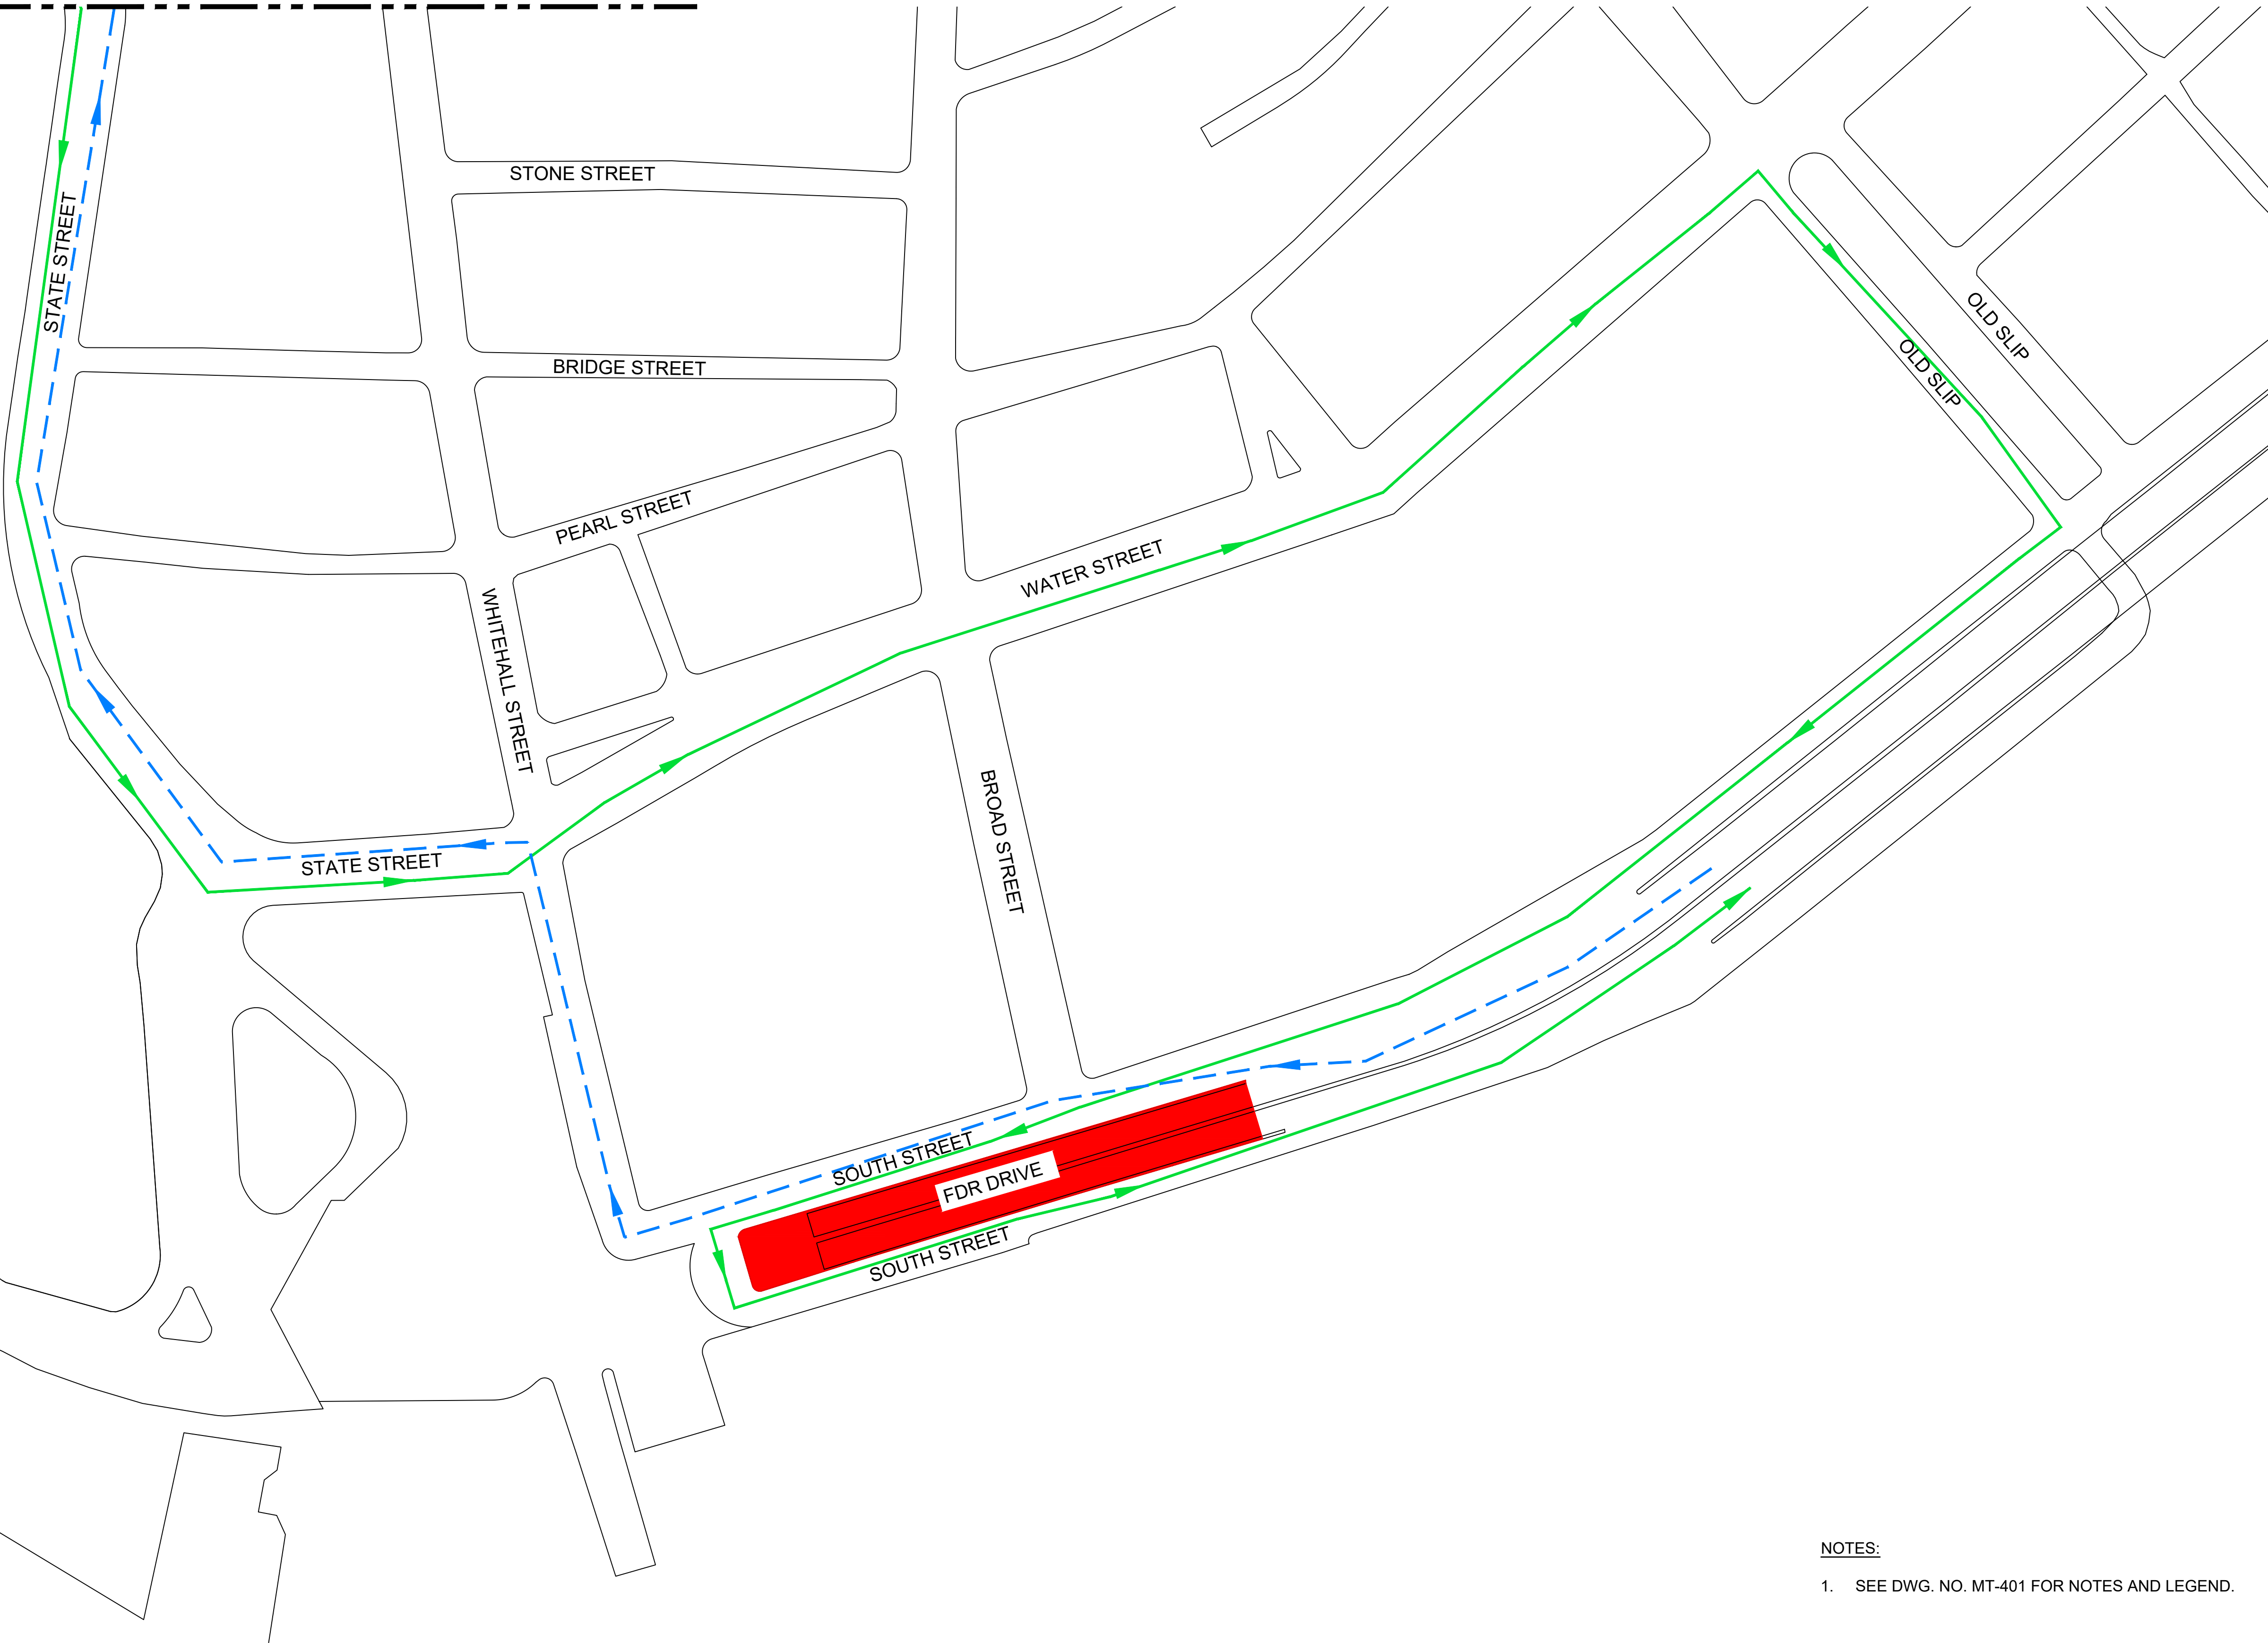 STONE STREET
STATE STREET
OLD SLIP
OLD SLIP
BRIDGE STREET
PEARL STREET
WATER STREET
WHITEHALL STREET
BROAD STREET
STATE STREET
SOUTH STREET
FDR DRIVE
SOUTH STREET
NOTES:
1. SEE DWG. NO. MT-401 FOR NOTES AND LEGEND.